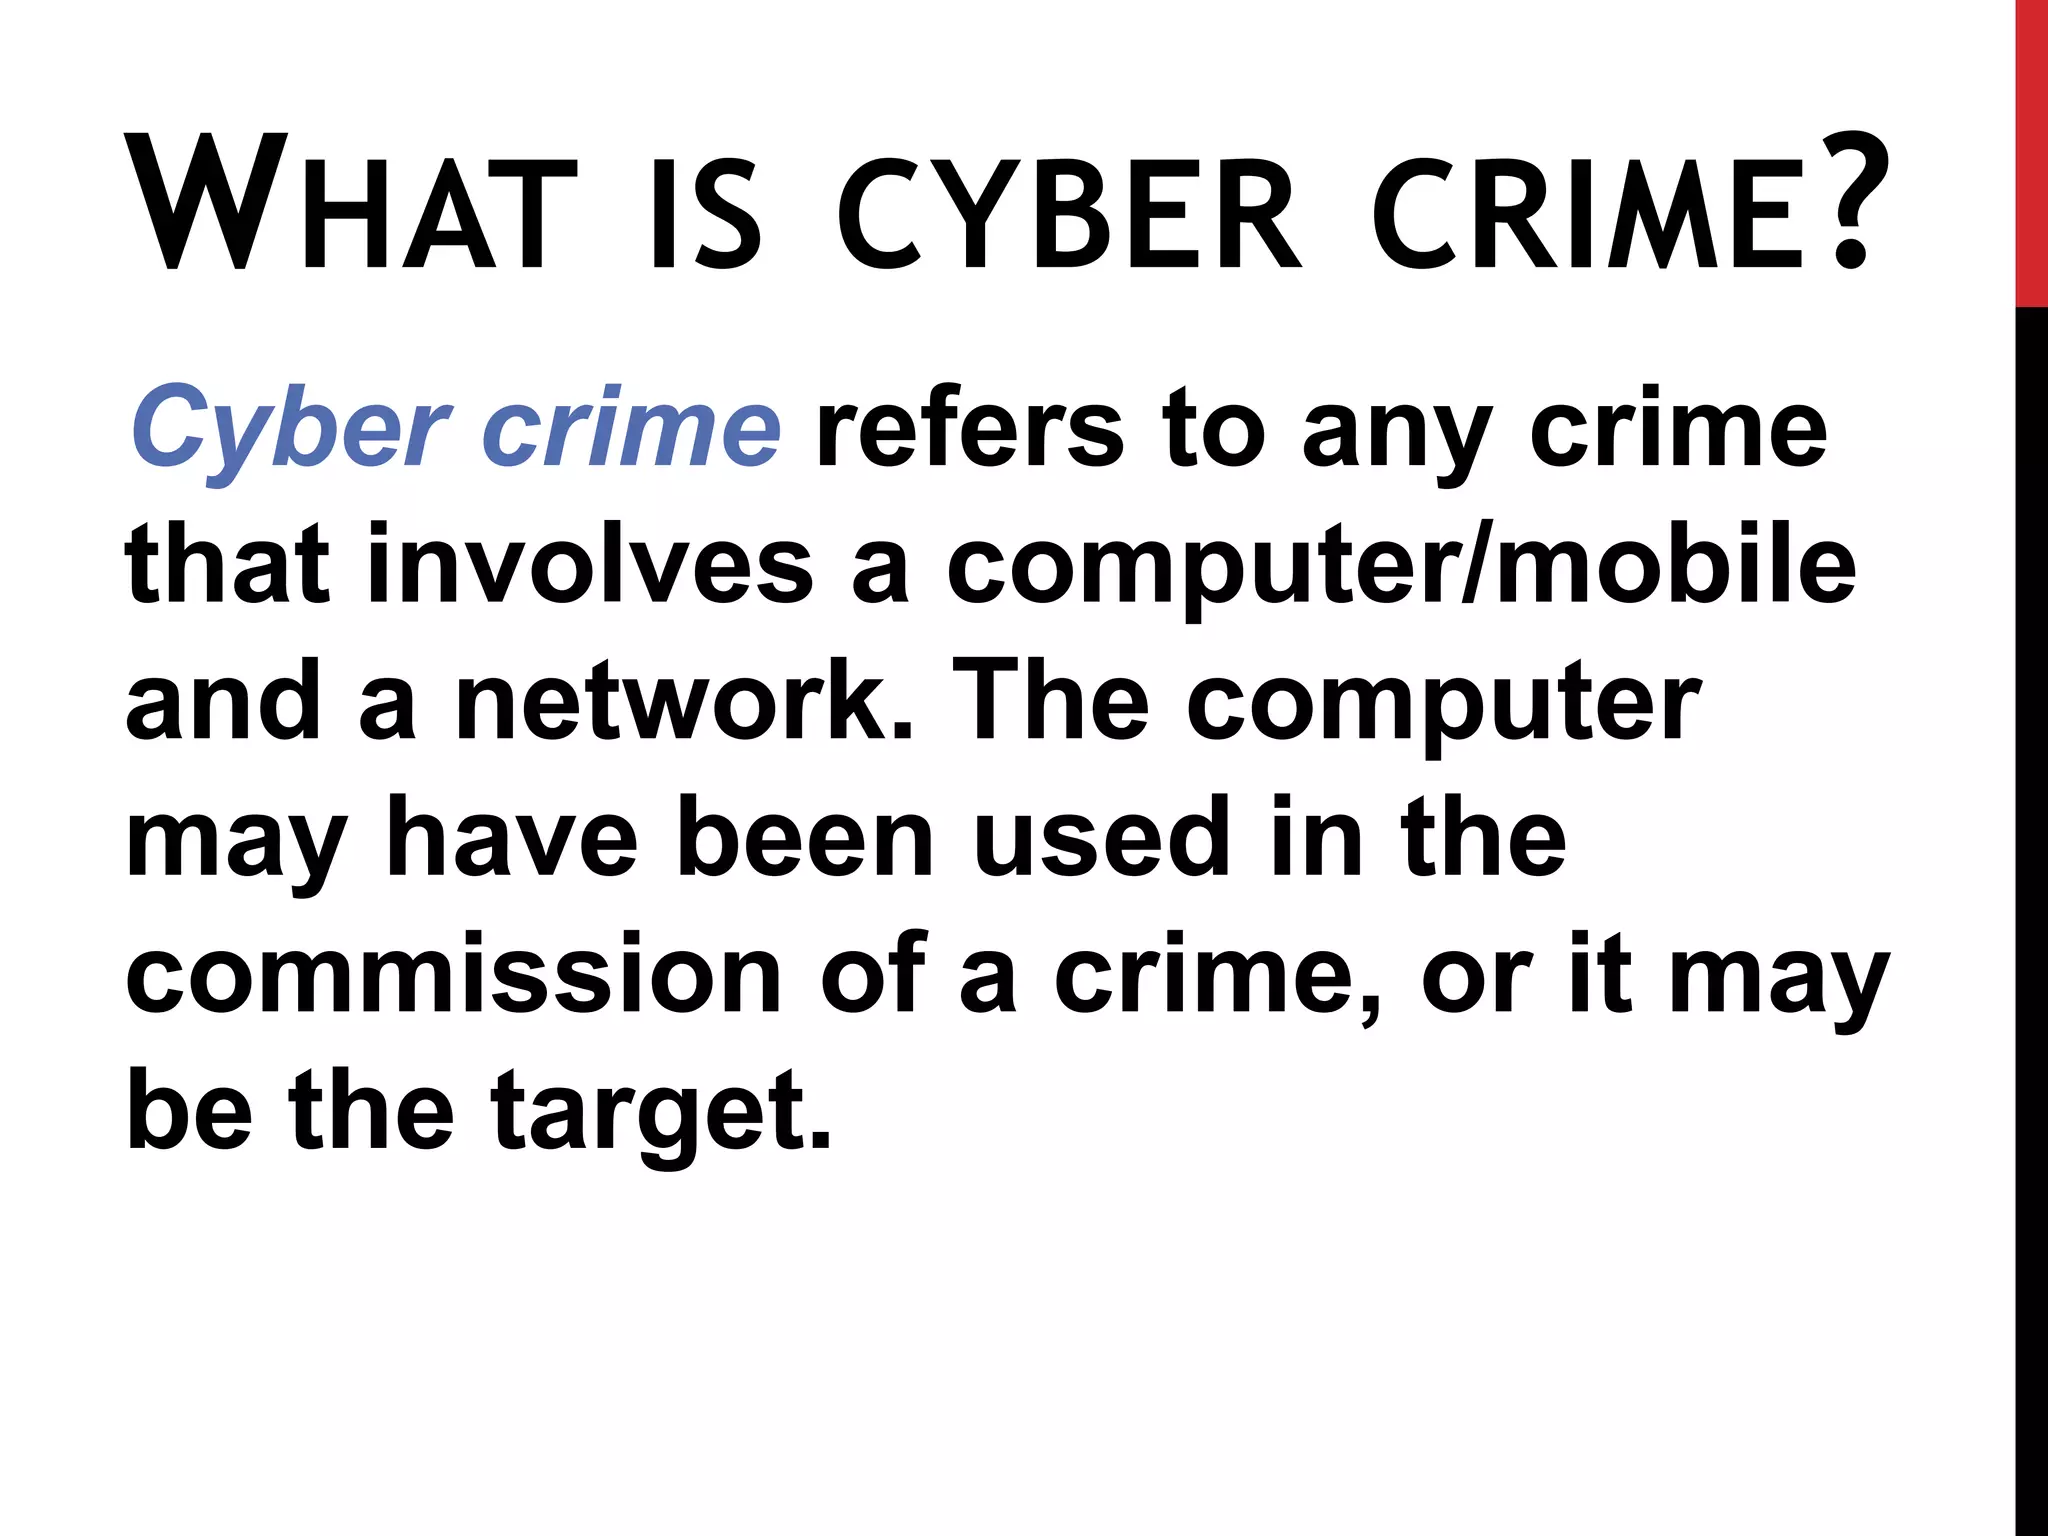 What is cyber crime?
Cyber crime refers to any crime
that involves a computer/mobile
and a network. The computer
may have been used in the
commission of a crime, or it may
be the target.